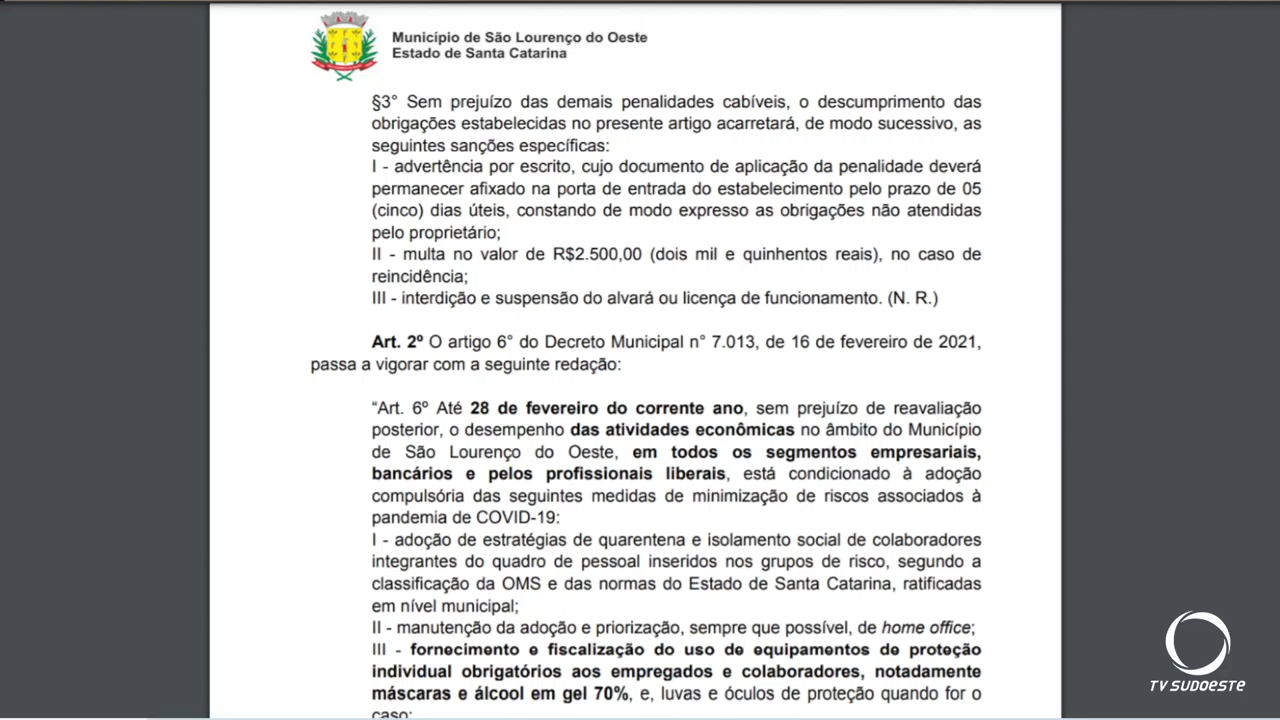 Município de São Lourenço do Oeste
Estado de Santa Catarina
§3° Sem prejuízo das demais penalidades cabíveis, o descumprimento das
obrigações estabelecidas no presente artigo acarretará, de modo sucessivo, as
seguintes sanções específicas:
I - advertência por escrito, cujo documento de aplicação da penalidade deverá
permanecer afixado na porta de entrada do estabelecimento pelo prazo de 05
(cinco) dias úteis, constando de modo expresso as obrigações não atendidas
pelo proprietário;
II - multa no valor de R$2.500,00 (dois mil e quinhentos reais), no caso de
reincidência;
III - interdição e suspensão do alvará ou licença de funcionamento. (N. R.)
Art. 2º O artigo 6° do Decreto Municipal n° 7.013, de 16 de fevereiro de 2021,
passa a vigorar com a seguinte redação:
“Art. 6º Até 28 de fevereiro do corrente ano, sem prejuízo de reavaliação
posterior, o desempenho das atividades econômicas no âmbito do Município
de São Lourenço do Oeste, em todos os segmentos empresariais,
bancários e pelos profissionais liberais, está condicionado à adoção
compulsória das seguintes medidas de minimização de riscos associados à
pandemia de COVID-19:
I - adoção de estratégias de quarentena e isolamento social de colaboradores
integrantes do quadro de pessoal inseridos nos grupos de risco, segundo a
classificação da OMS e das normas do Estado de Santa Catarina, ratificadas
em nível municipal;
II - manutenção da adoção e priorização, sempre que possível, de home office;
III - fornecimento e fiscalização do uso de equipamentos de proteção
individual obrigatórios aos empregados e colaboradores, notadamente
máscaras e álcool em gel 70%, e, luvas e óculos de proteção quando for o
caso;
TV SUDOESTE